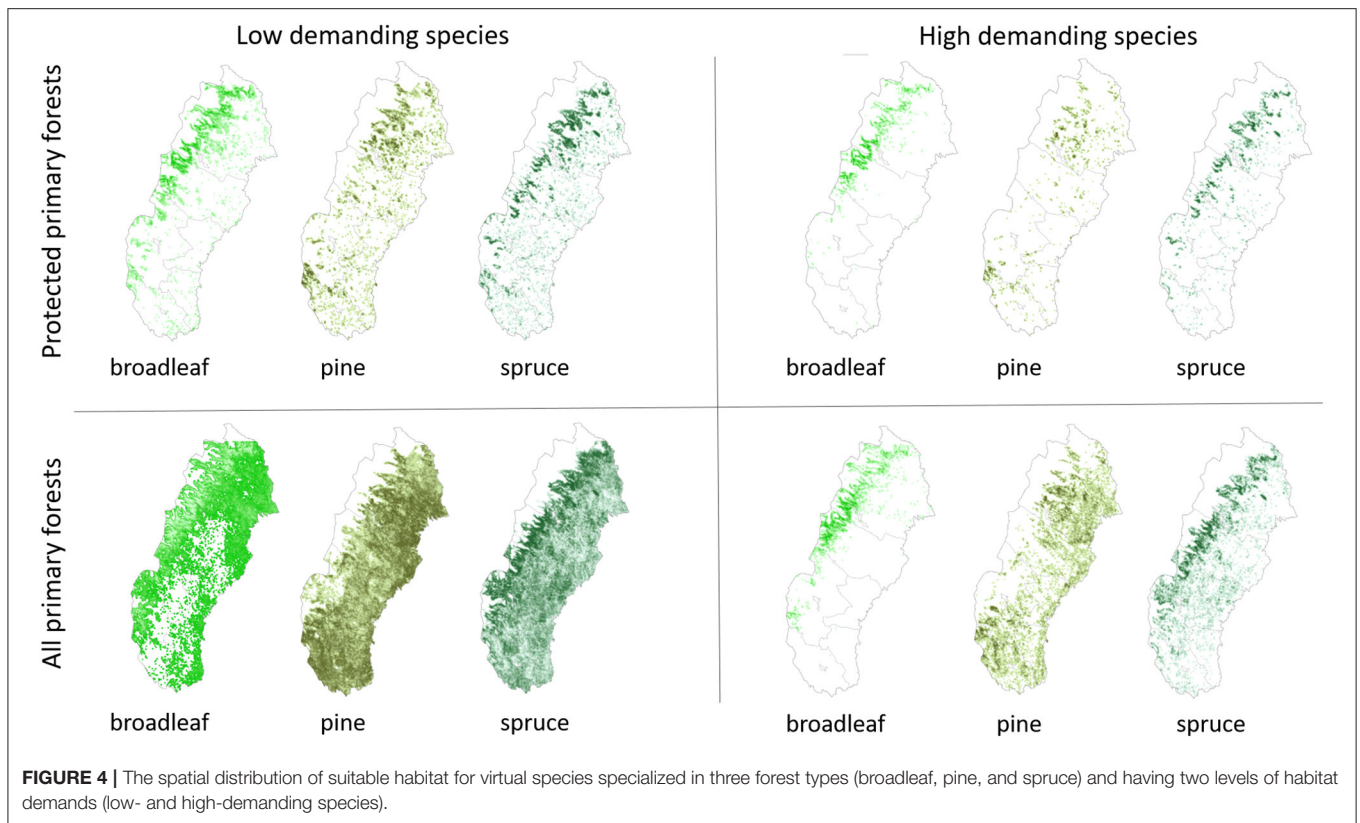 Low demanding species
High demanding species
Protected primary forests
broadleaf
pine
spruce
broadleaf
pine
spruce
All primary forests
broadleaf
pine
spruce
broadleaf
pine
spruce
FIGURE 4 | The spatial distribution of suitable habitat for virtual species specialized in three forest types (broadleaf, pine, and spruce) and having two levels of habitat
demands (low- and high-demanding species).